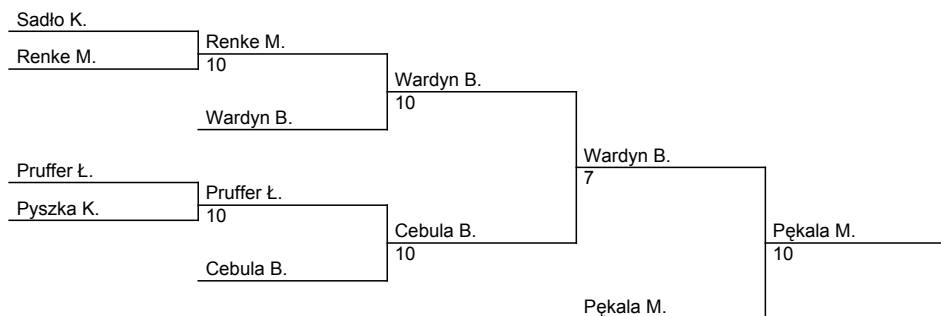 Sadło K.
Renke M.
Renke M.
10
Wardyn B.
Wardyn B.
10
Pruffer Ł.
Pyszka K.
Pruffer Ł.
10
Cebula B.
Cebula B.
10
Wardyn B.
7
Pękala M.
Pękala M.
10